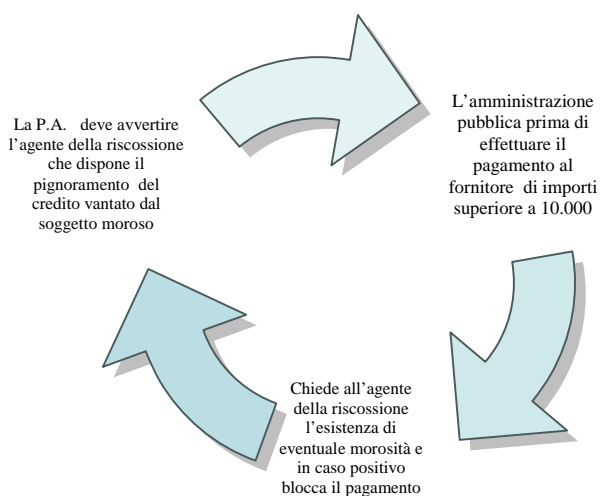 La P.A. deve avvertire
l'agente della riscossione
che dispone il
pignoramento del
credito vantato dal
soggetto moroso
L'amministrazione
pubblica prima di
effettuare il
pagamento al
fornitore di importi
superiore a 10.000
Chiede all'agente
della riscossione
l'esistenza di
eventuale morosità e
in caso positivo
blocca il pagamento